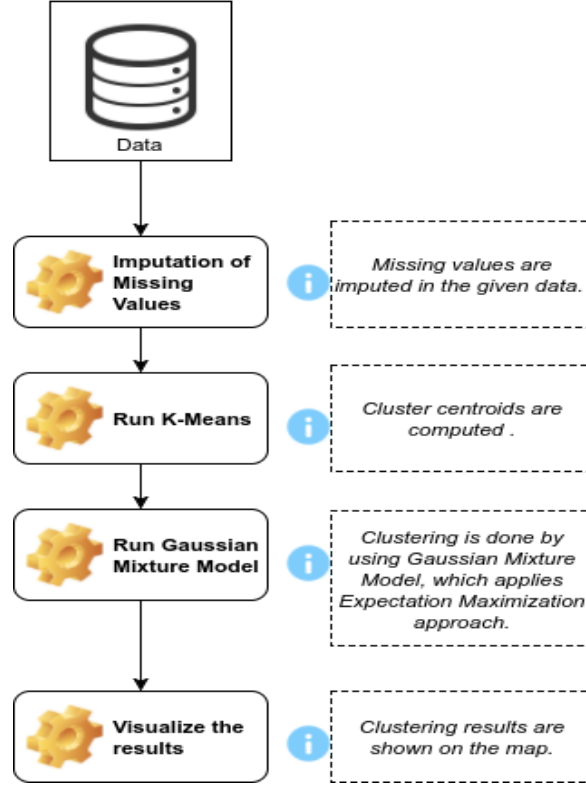 Data
Imputation of
Missing
Values
Missing values are
imputed in the given data.
Run K-Means
Cluster centroids are
computed .
Run Gaussian
Mixture Model
Clustering is done by
using Gaussian Mixture
Model, which applies
Expectation Maximization
approach.
Visualize the
results
Clustering results are
shown on the map.